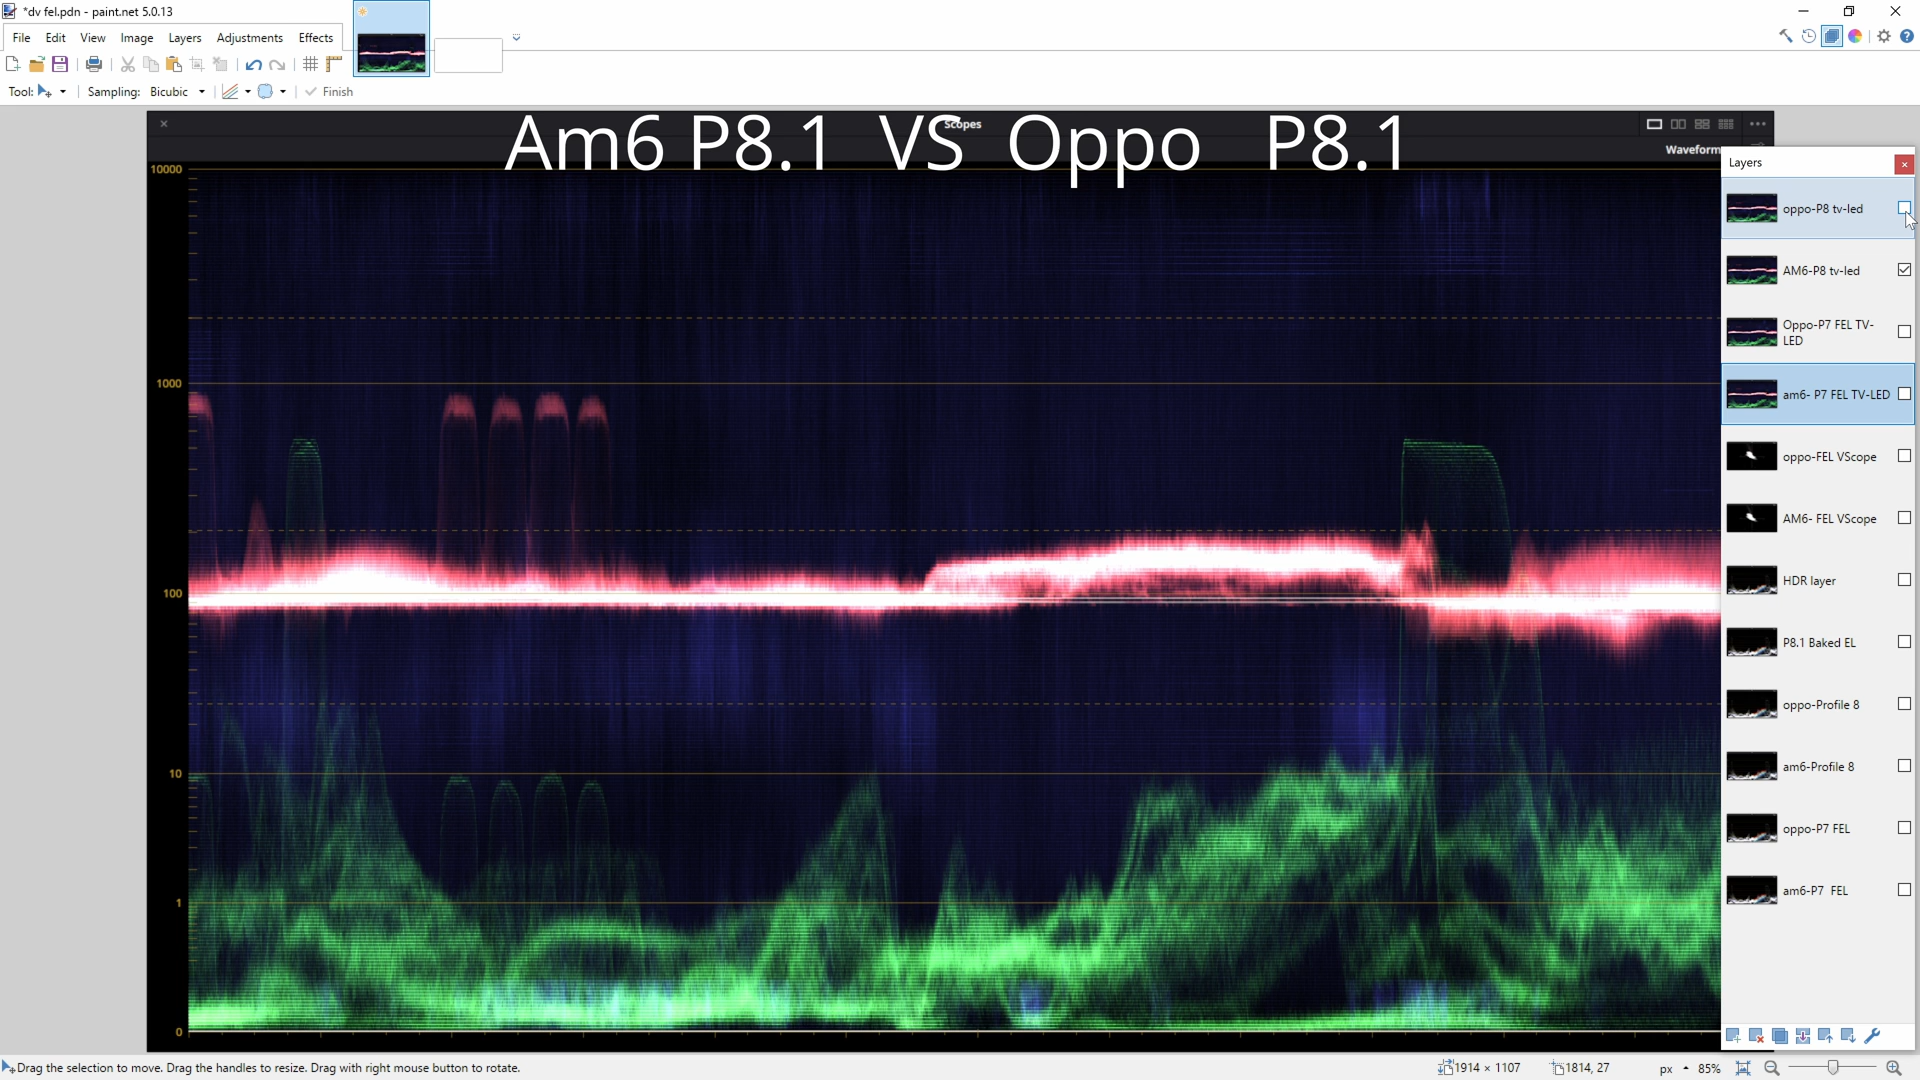 *dv fel.pdn - paint.net 5.0.13
File Edit View Image Layers Adjustments Effects
Tool: Sampling: Bicubic Finish
Scopes
Am6 P8.1 VS Oppo P8.1
Waveform
10000
1000
100
10
1
0
Layers
oppo-P8 tv-led
AM6-P8 tv-led
Oppo-P7 FEL TV-
LED
am6- P7 FEL TV-LED
oppo-FEL VScope
AM6- FEL VScope
HDR layer
P8.1 Baked EL
oppo-Profile 8
am6-Profile 8
oppo-P7 FEL
am6-P7 FEL
Drag the selection to move. Drag the handles to resize. Drag with right mouse button to rotate.
1914 × 1107
1814, 27
px
85%